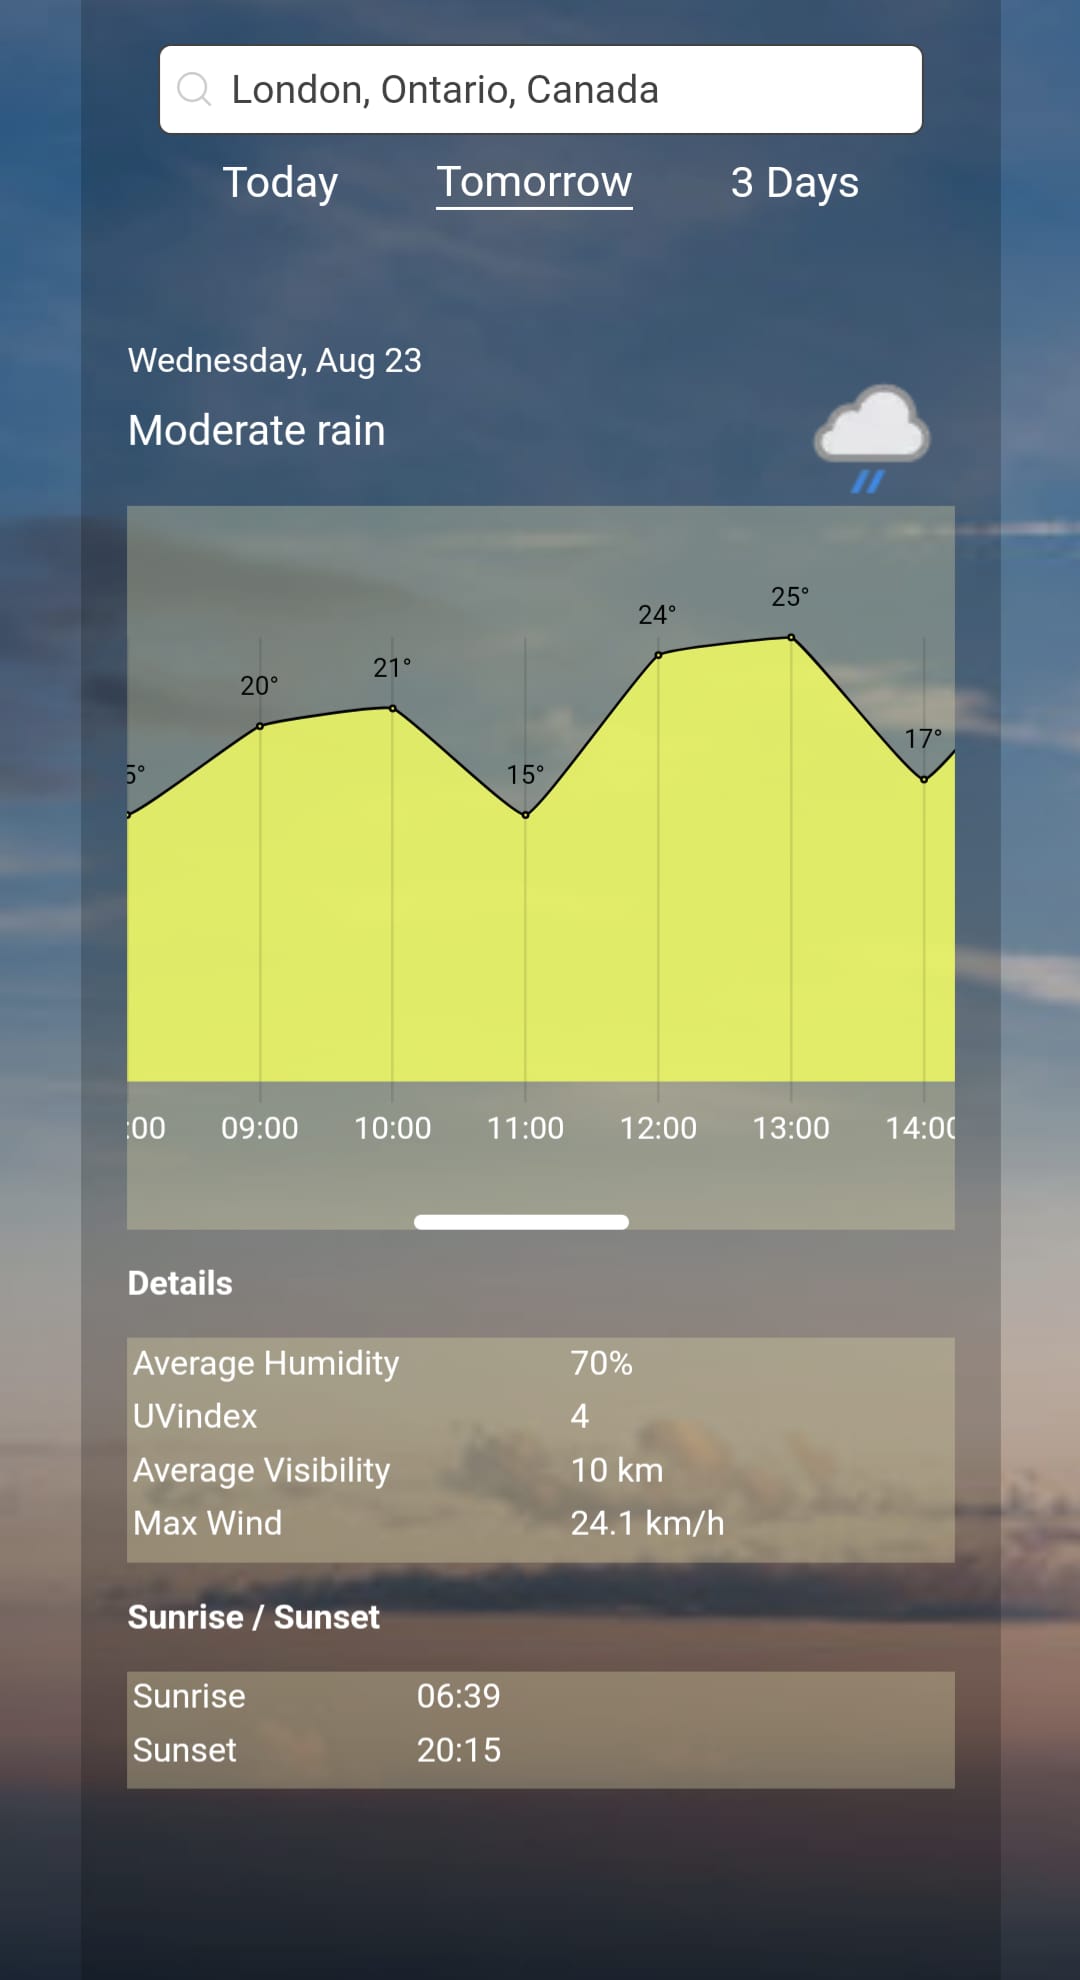 London, Ontario, Canada
Today Tomorrow 3 Days
Wednesday, Aug 23
Moderate rain
25°
24°
21°
20°
17°
5° 15°
:00 09:00 10:00 11:00 12:00 13:00 14:00
Details
Average Humidity 70%
UVindex 4
Average Visibility 10 km
Max Wind 24.1 km/h
Sunrise / Sunset
Sunrise 06:39
Sunset 20:15